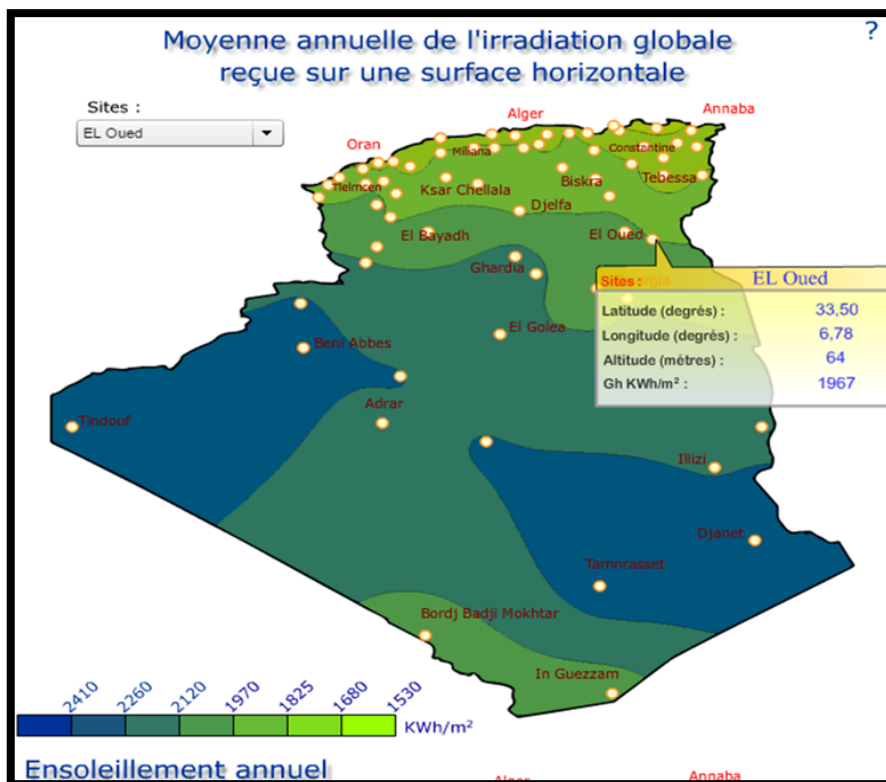 Moyenne annuelle de l'irradiation globale
reçue sur une surface horizontale
?
Sites :
EL Oued
Alger
Annaba
Oran
Miliana
Constantine
Tlelmcen
Ksar Chellala
Biskra
Tebessa
Djelfa
El Bayadh
El Oued
Ghardia
Sites :
EL Oued
Latitude (degrés) :
33,50
Longitude (degrés) :
6,78
Altitude (métres) :
64
Gh KWh/m² :
1967
El Golea
Beni Abbes
Adrar
Tindouf
Illizi
Djanet
Tamnrasset
Bordj Badji Mokhtar
In Guezzam
2410
2260
2120
1970
1825
1680
1530
KWh/m²
Ensoleillement annuel
Alger
Annaba